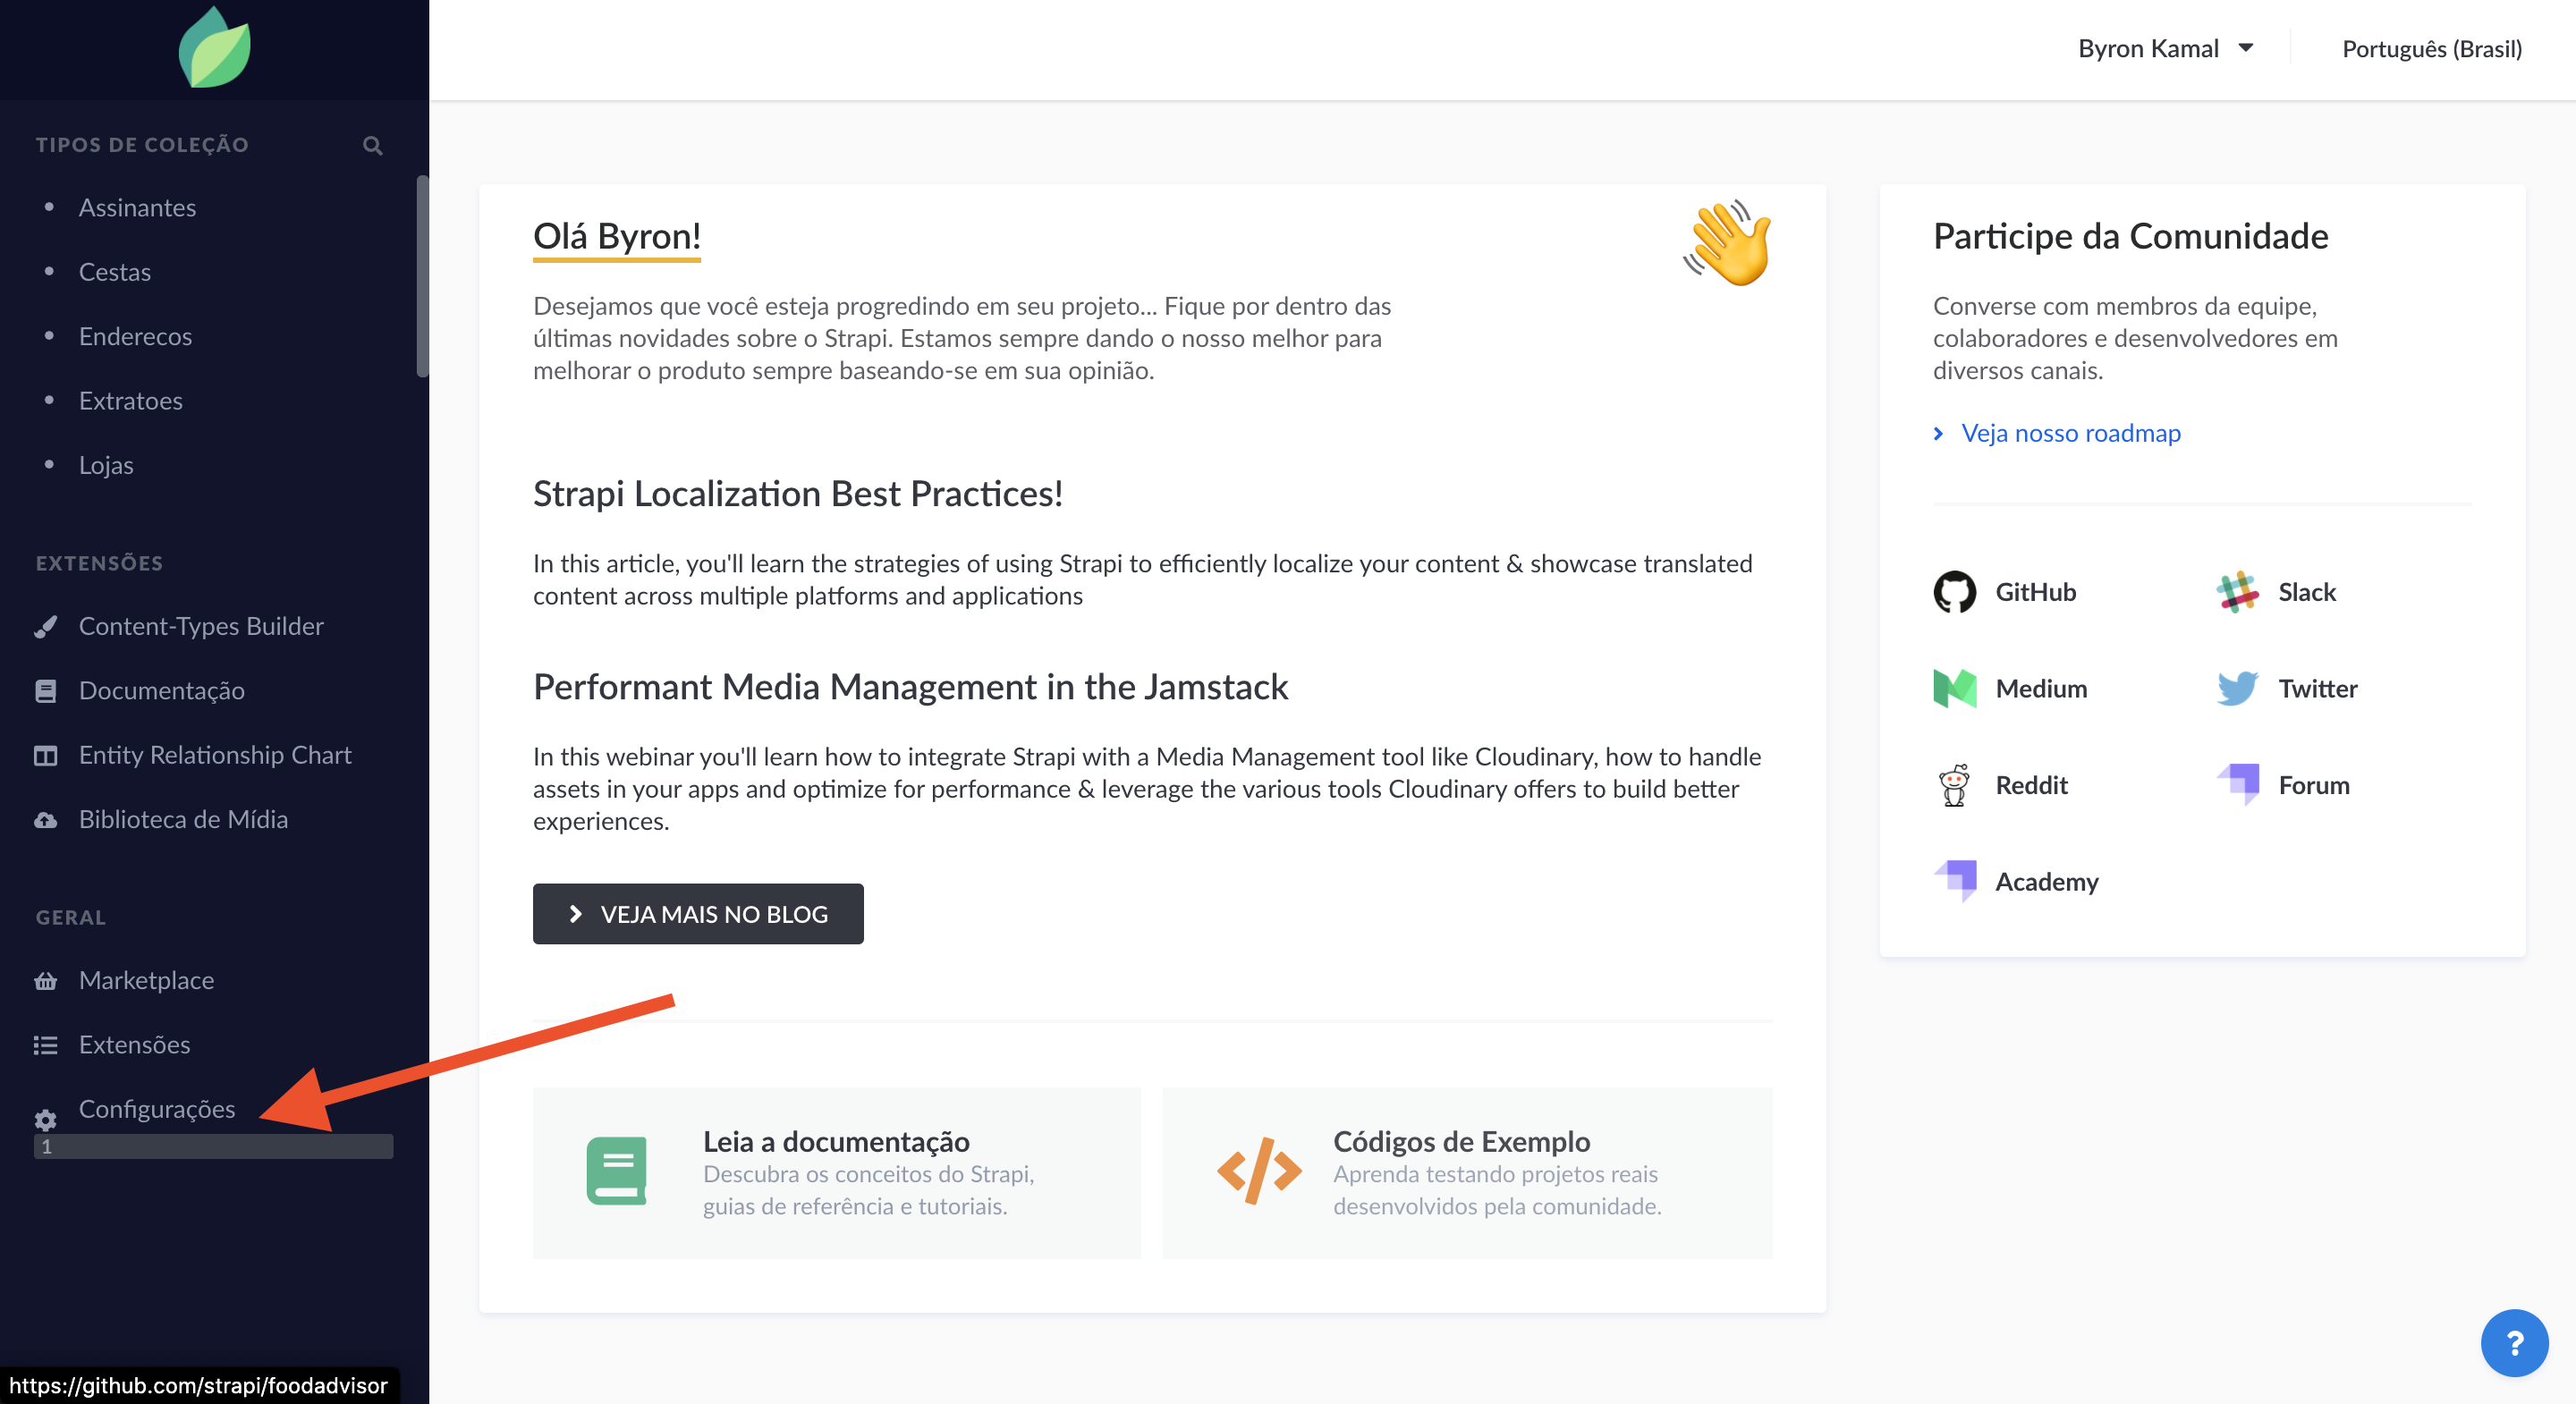 TIPOS DE COLEÇÃO
Assinantes
Cestas
Enderecos
Extratoes
Lojas
EXTENSÕES
Content-Types Builder
Documentação
Entity Relationship Chart
Biblioteca de Mídia
GERAL
Marketplace
Extensões
Configurações
1
https://github.com/strapi/foodadvisor
Byron Kamal
Português (Brasil)
Olá Byron!
Desejamos que você esteja progredindo em seu projeto... Fique por dentro das
últimas novidades sobre o Strapi. Estamos sempre dando o nosso melhor para
melhorar o produto sempre baseando-se em sua opinião.
Strapi Localization Best Practices!
In this article, you'll learn the strategies of using Strapi to efficiently localize your content & showcase translated
content across multiple platforms and applications
Performant Media Management in the Jamstack
In this webinar you'll learn how to integrate Strapi with a Media Management tool like Cloudinary, how to handle
assets in your apps and optimize for performance & leverage the various tools Cloudinary offers to build better
experiences.
VEJA MAIS NO BLOG
Leia a documentação
Descubra os conceitos do Strapi,
guias de referência e tutoriais.
Códigos de Exemplo
Aprenda testando projetos reais
desenvolvidos pela comunidade.
Participe da Comunidade
Converse com membros da equipe,
colaboradores e desenvolvedores em
diversos canais.
Veja nosso roadmap
GitHub
Slack
Medium
Twitter
Reddit
Forum
Academy
?